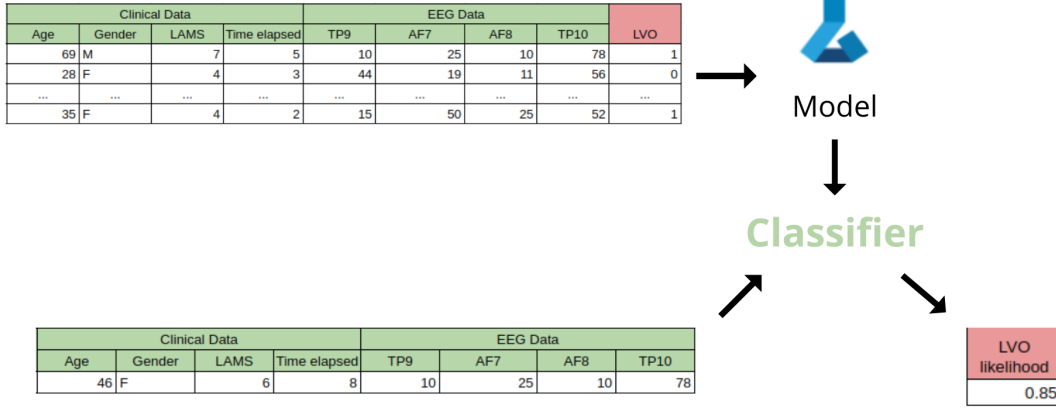 Clinical Data EEG Data
Age Gender LAMS Time elapsed TP9 AF7 AF8 TP10 LVO
69 M 7 5 10 25 10 78 1
28 F 4 3 44 19 11 56 0
... ... ... ... ... ... ... ... ...
35 F 4 2 15 50 25 52 1
Model
Classifier
Clinical Data EEG Data
Age Gender LAMS Time elapsed TP9 AF7 AF8 TP10
46 F 6 8 10 25 10 78
LVO
likelihood
0.85